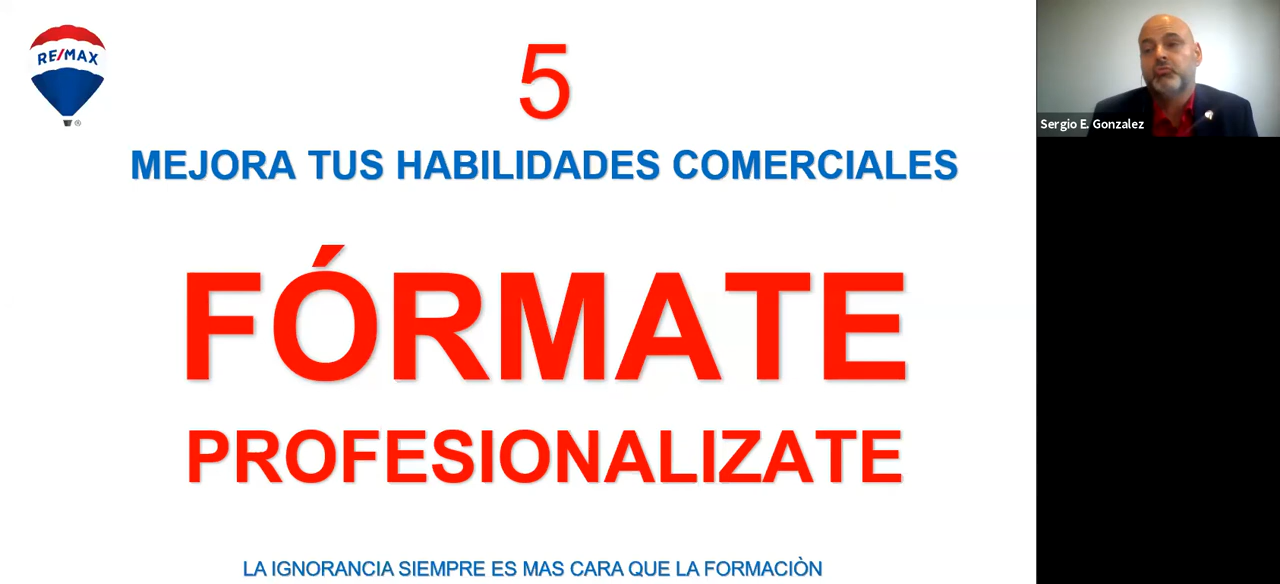 RE/MAX
®
5
MEJORA TUS HABILIDADES COMERCIALES
FÓRMATE
PROFESIONALIZATE
LA IGNORANCIA SIEMPRE ES MAS CARA QUE LA FORMACIÒN
Sergio E. Gonzalez